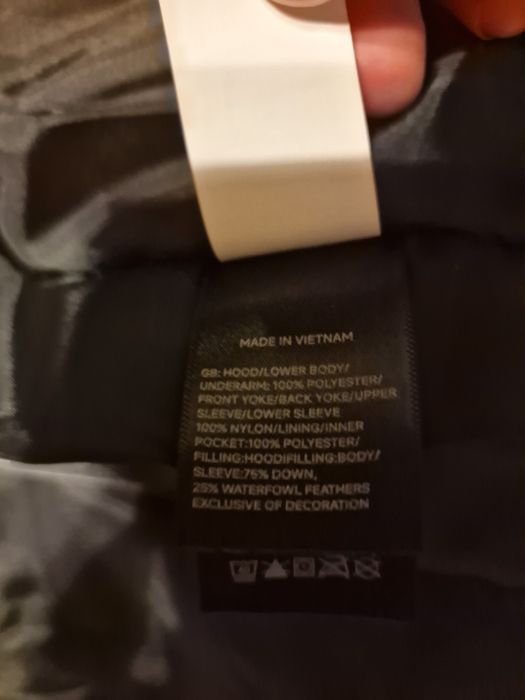 MADE IN VIETNAM
GB: HOOD/LOWER BODY/
UNDERARM: 100% POLYESTER/
FRONT YOKE/BACK YOKE/UPPER
SLEEVE/LOWER SLEEVE
100% NYLON/LINING/INNER
POCKET:100% POLYESTER/
FILLING:HOODIFILLING:BODY/
SLEEVE:75% DOWN,
25% WATERFOWL FEATHERS
EXCLUSIVE OF DECORATION